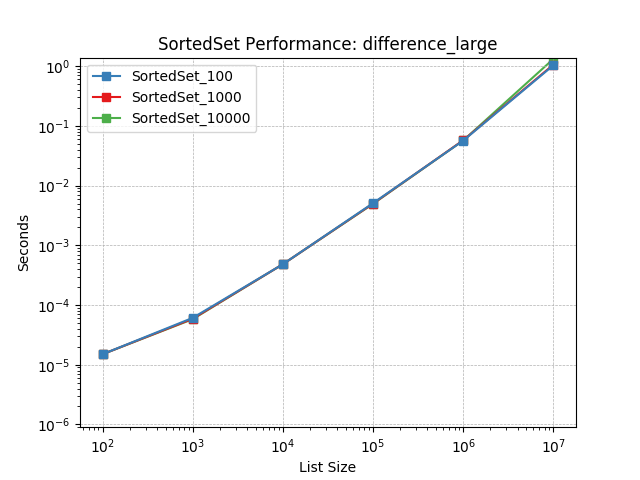 SortedSet Performance: difference_large
SortedSet_100
SortedSet_1000
SortedSet_10000
Seconds
10⁰
10⁻¹
10⁻²
10⁻³
10⁻⁴
10⁻⁵
10⁻⁶
10² 10³ 10⁴ 10⁵ 10⁶ 10⁷
List Size